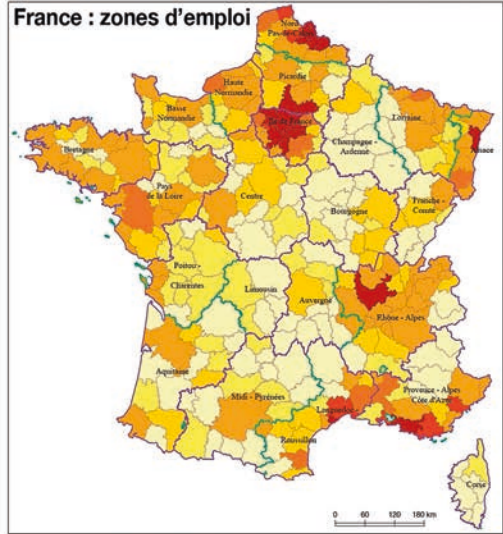 France : zones d'emploi
Nord
Pas-de-Calais
Picardie
Haute
Normandie
Basse
Normandie
Ile de France
Lorraine
Champagne -
Ardenne
Alsace
Bretagne
Pays
de la Loire
Centre
Bourgogne
Franche -
Comté
Poitou -
Charentes
Limousin
Auvergne
Rhône - Alpes
Aquitaine
Midi - Pyrénées
Languedoc
Roussillon
Provence - Alpes
Côte d'Azur
Corse
0 60 120 180 km